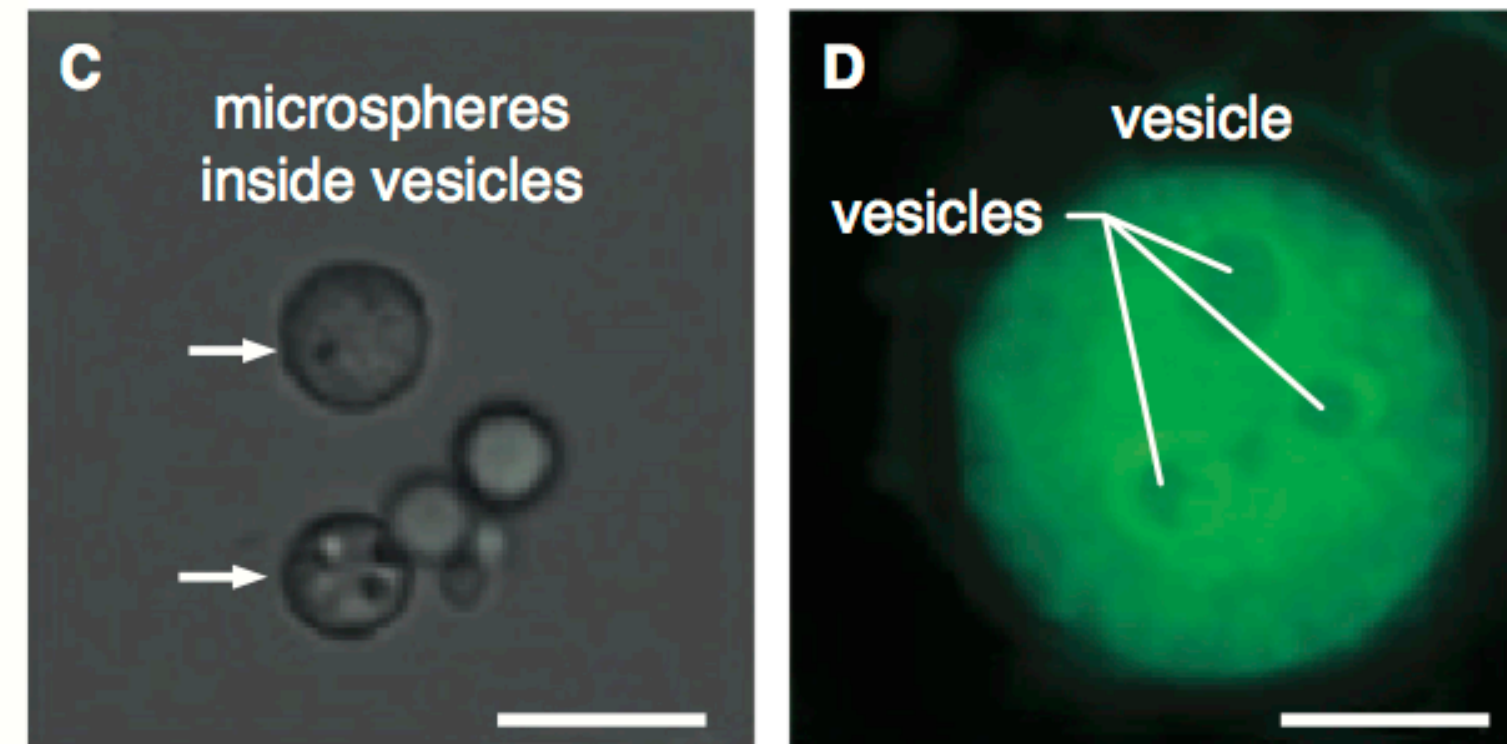 C
microspheres
inside vesicles
D
vesicle
vesicles